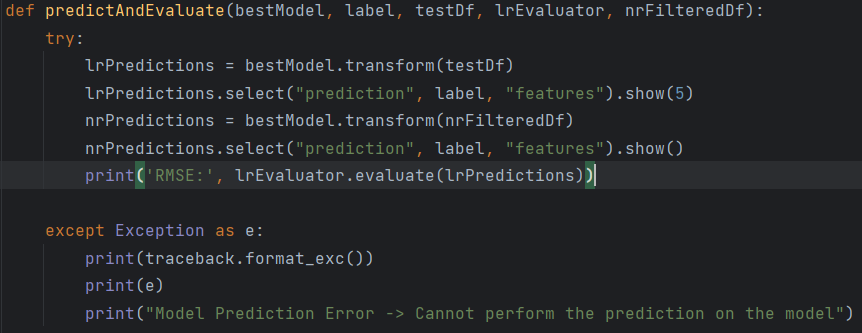 def predictAndEvaluate(bestModel, label, testDf, lrEvaluator, nrFilteredDf):
    try:
        lrPredictions = bestModel.transform(testDf)
        lrPredictions.select("prediction", label, "features").show(5)
        nrPredictions = bestModel.transform(nrFilteredDf)
        nrPredictions.select("prediction", label, "features").show()
        print('RMSE:', lrEvaluator.evaluate(lrPredictions))
    except Exception as e:
        print(traceback.format_exc())
        print(e)
        print("Model Prediction Error -> Cannot perform the prediction on the model")